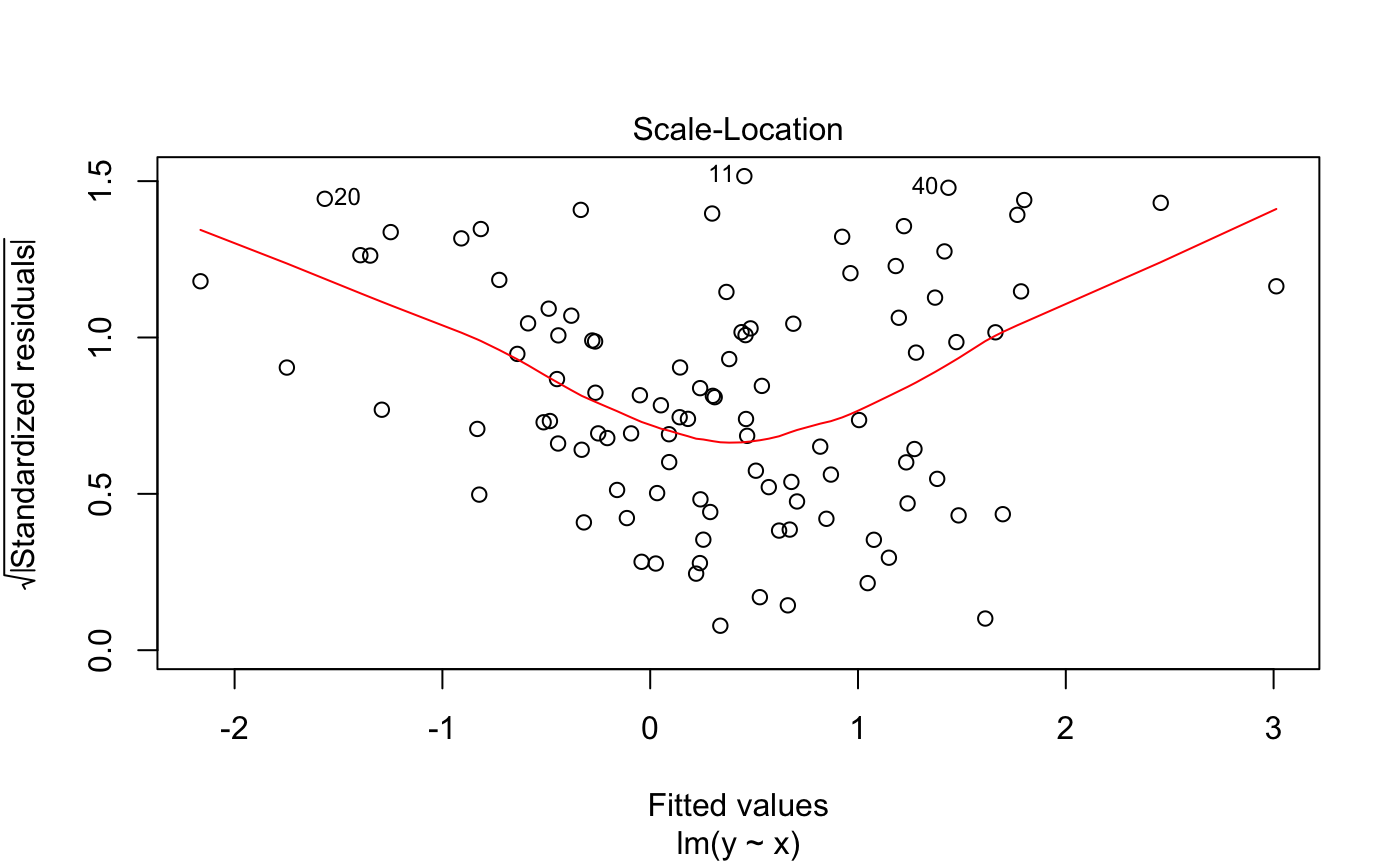 Scale-Location
√|Standardized residuals|
1.5
1.0
0.5
0.0
20
11
40
-2 -1 0 1 2 3
Fitted values
lm(y ~ x)